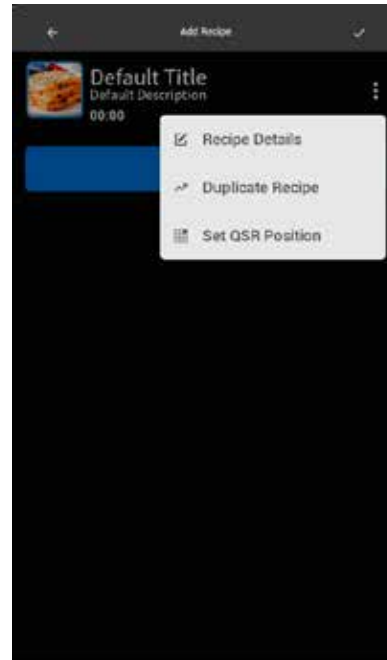 Add Recipe
Default Title
Default Description
00:00
Recipe Details
Duplicate Recipe
Set QSR Position